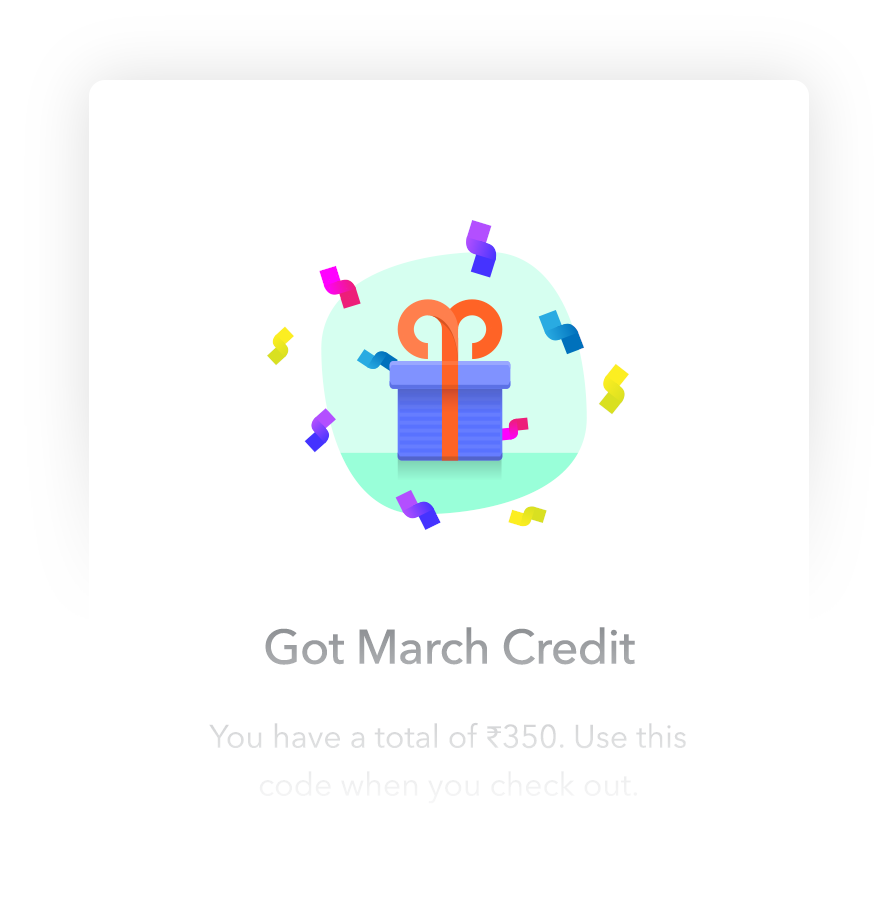 Got March Credit
You have a total of ₹350. Use this
code when you check out.